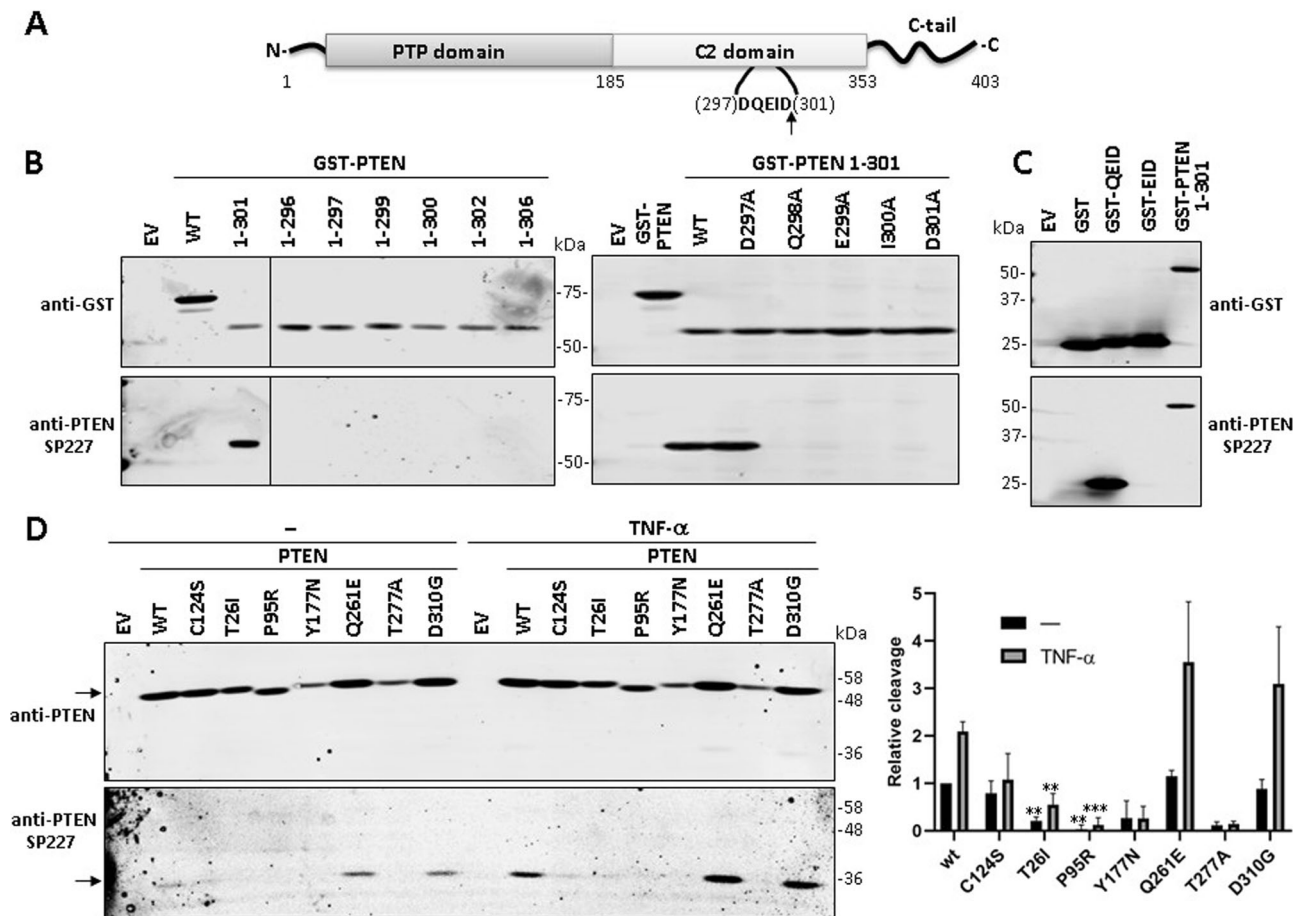 A
N-
PTP domain
C2 domain
C-tail
-C
1
185
353
403
(297)DQEID(301)
B
GST-PTEN
EV
WT
1-301
1-296
1-297
1-299
1-300
1-302
1-306
kDa
anti-GST
-75-
-50-
anti-PTEN
SP227
-75-
-50-
GST-PTEN 1-301
EV
GST-
PTEN
WT
D297A
Q298A
E299A
I300A
D301A
C
EV
GST
GST-QEID
GST-EID
GST-PTEN
1-301
kDa
50-
37-
25-
anti-GST
50-
37-
25-
anti-PTEN
SP227
D
–
TNF-α
PTEN
PTEN
EV
WT
C124S
T26I
P95R
Y177N
Q261E
T277A
D310G
EV
WT
C124S
T26I
P95R
Y177N
Q261E
T277A
D310G
kDa
anti-PTEN
-58
-48
-36
anti-PTEN
SP227
-58
-48
-36
Relative cleavage
5
4
3
2
1
0
—
TNF-α
**
**
**
***
wt
C124S
T26I
P95R
Y177N
Q261E
T277A
D310G